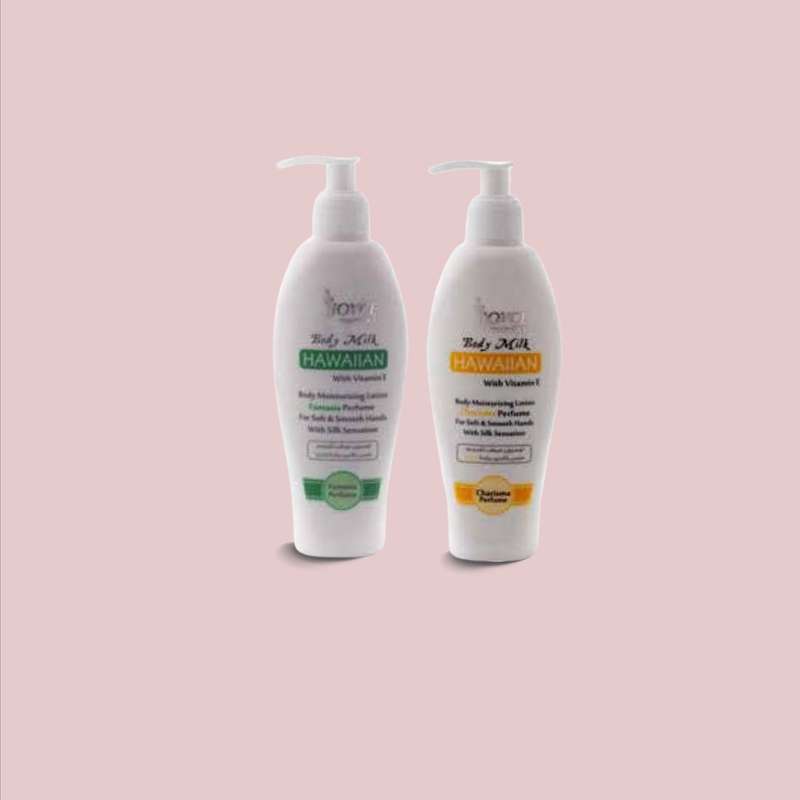 JOYCE
Body Milk
HAWAIIAN
With Vitamin E
Body Moisturizing Lotion
Fantasia Perfume
For Soft & Smooth Hands
With Silk Sensation
Fantasia
Perfume
JOYCE
Body Milk
HAWAIIAN
With Vitamin E
Body Moisturizing Lotion
Charisma Perfume
For Soft & Smooth Hands
With Silk Sensation
Charisma
Perfume